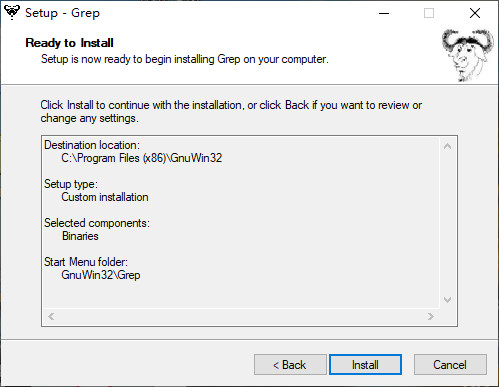 Setup - Grep
Ready to Install
Setup is now ready to begin installing Grep on your computer.
Click Install to continue with the installation, or click Back if you want to review or
change any settings.
Destination location:
C:\Program Files (x86)\GnuWin32
Setup type:
Custom installation
Selected components:
Binaries
Start Menu folder:
GnuWin32\Grep
< Back
Install
Cancel